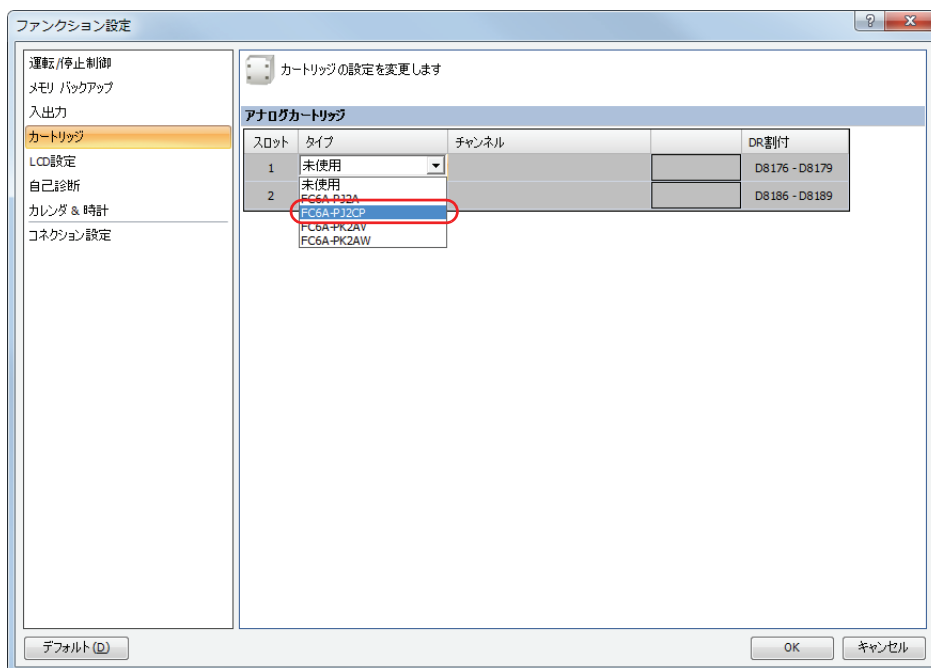 ファンクション設定
? X
運転/停止制御
メモリ バックアップ
入出力
カートリッジ
LCD設定
自己診断
カレンダ & 時計
コネクション設定
カートリッジの設定を変更します
アナログカートリッジ
スロット タイプ チャンネル DR割付
1 未使用 D8176 - D8179
未使用
2 FC6A-PJ2A D8186 - D8189
FC6A-PJ2CP
FC6A-PK2AV
FC6A-PK2AW
デフォルト(D) OK キャンセル